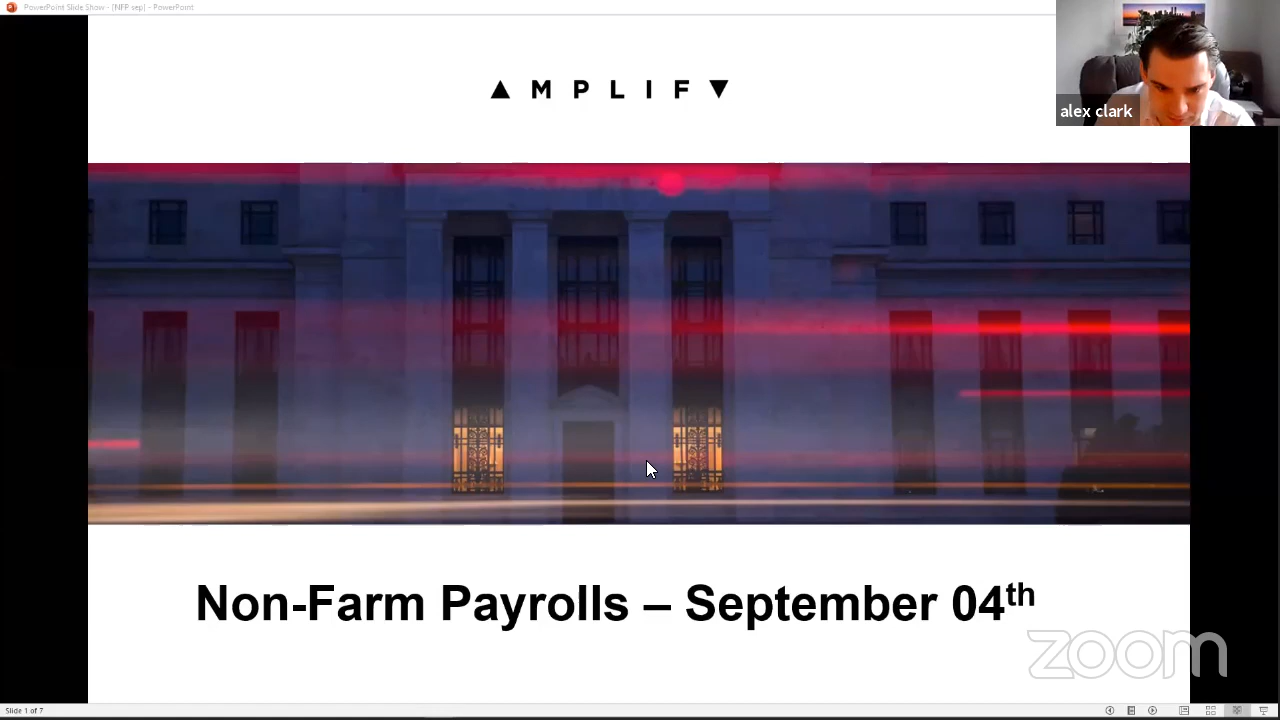 PowerPoint Slide Show - [NFP sep] - PowerPoint
AMPLIFY
alex clark
Non-Farm Payrolls – September 04th
zoom
Slide 1 of 7